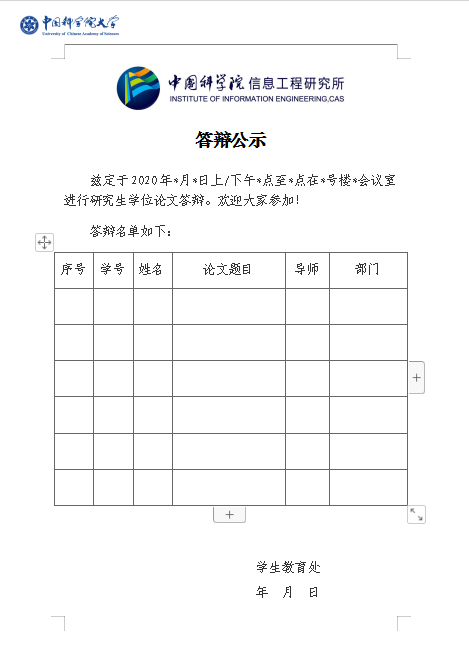 中国科学院大学
University of Chinese Academy of Sciences
中国科学院 信息工程研究所
INSTITUTE OF INFORMATION ENGINEERING,CAS
答辩公示
兹定于2020年*月*日上/下午*点至*点在*号楼*会议室
进行研究生学位论文答辩。欢迎大家参加!
答辩名单如下:
序号 学号 姓名 论文题目 导师 部门
学生教育处
年 月 日